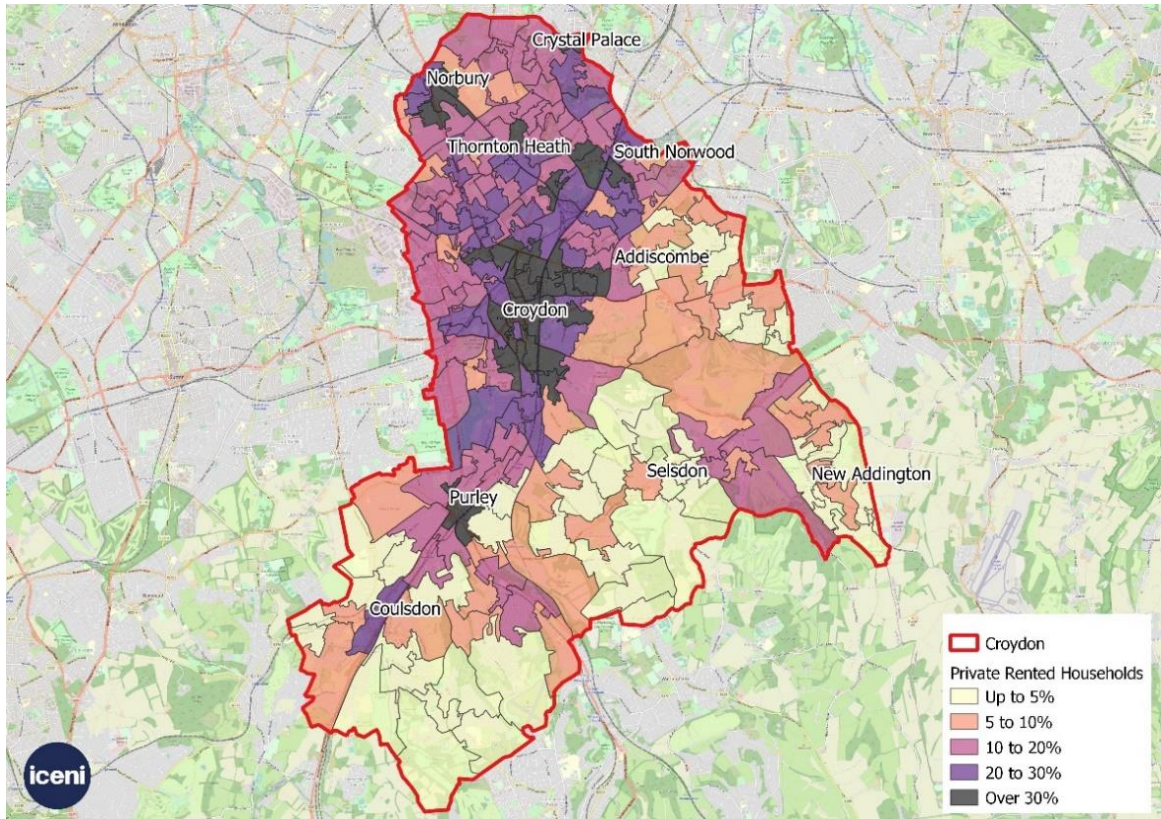 Crystal Palace
Norbury
Thornton Heath
South Norwood
Addiscombe
Croydon
Selsdon
New Addington
Purley
Coulsdon
Croydon
Private Rented Households
Up to 5%
5 to 10%
10 to 20%
20 to 30%
Over 30%
iceni